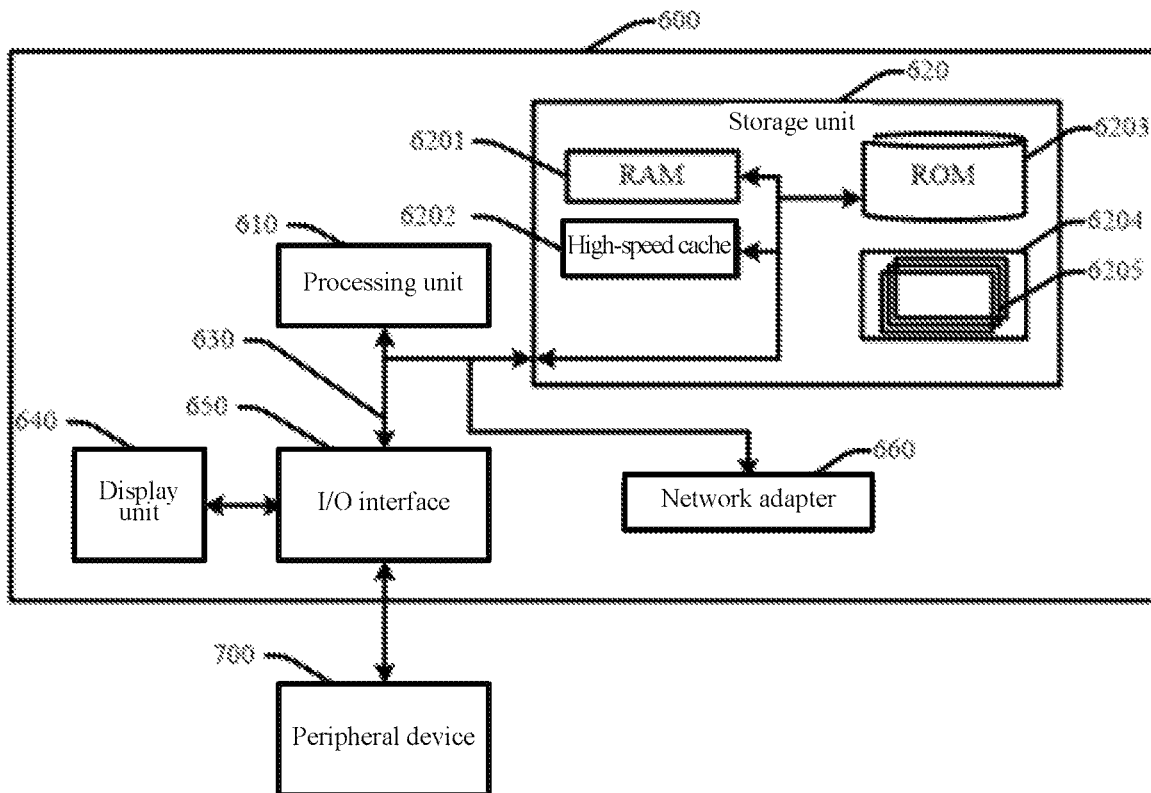 600
620
Storage unit
6201
RAM
6203
ROM
6202
High-speed cache
6204
6205
610
Processing unit
630
650
640
Display
unit
I/O interface
660
Network adapter
700
Peripheral device